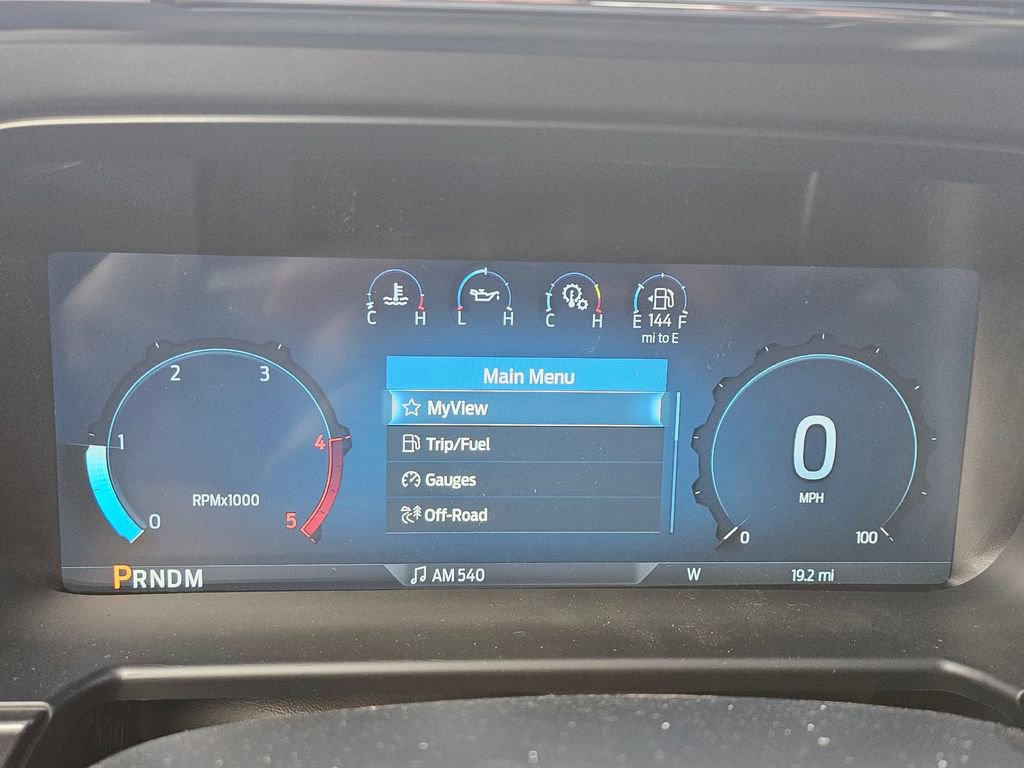 C H L H C H E 144 F
mi to E
2 3
1 4
0 5
RPMx1000
Main Menu
MyView
Trip/Fuel
Gauges
Off-Road
0
MPH
0 100
PRNDM
AM 540
W
19.2 mi